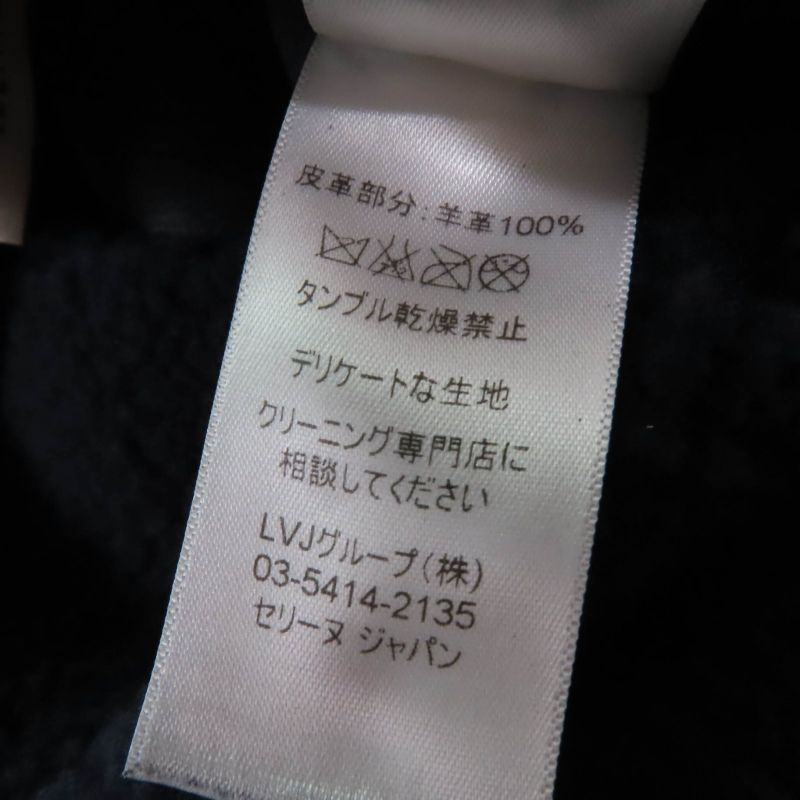 皮革部分:羊革100%
タンブル乾燥禁止
デリケートな生地
クリーニング専門店に
相談してください
LVJグループ(株)
03-5414-2135
セリーヌ ジャパン